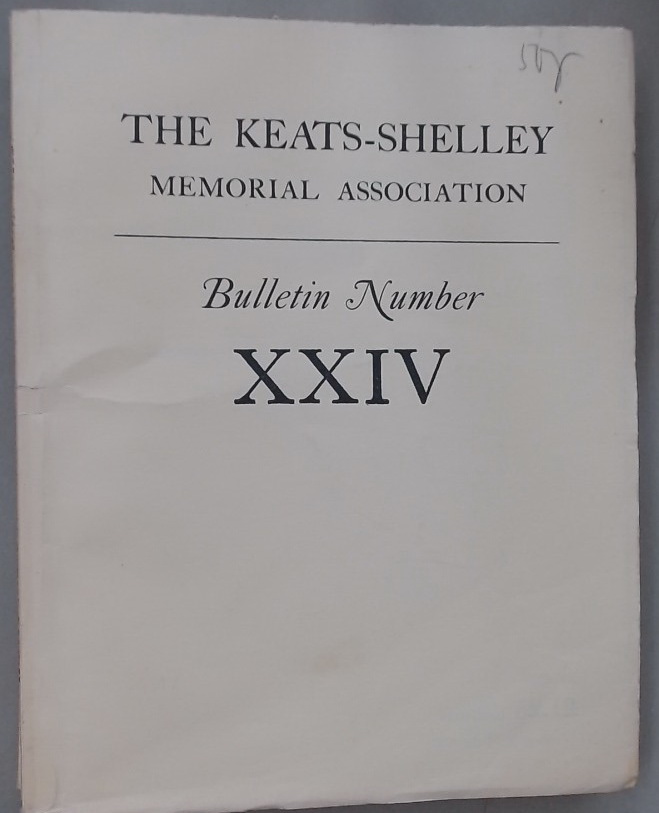 THE KEATS-SHELLEY
MEMORIAL ASSOCIATION
Bulletin Number
XXIV